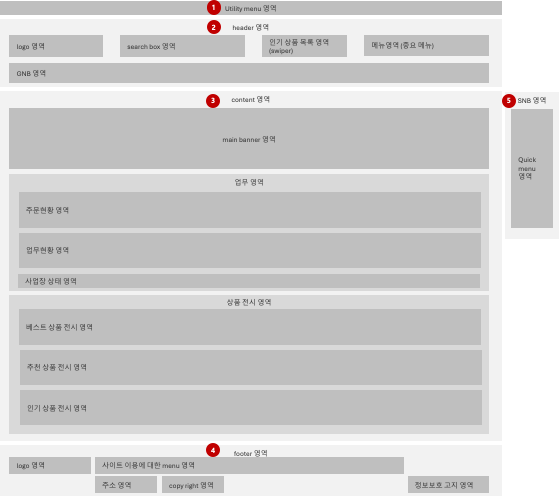 1 Utility menu 영역
2 header 영역
logo 영역
search box 영역
인기 상품 목록 영역
(swiper)
메뉴영역 (중요 메뉴)
GNB 영역
3 content 영역
main banner 영역
업무 영역
주문현황 영역
업무현황 영역
사업장 상태 영역
상품 전시 영역
베스트 상품 전시 영역
추천 상품 전시 영역
인기 상품 전시 영역
5 SNB 영역
Quick
menu
영역
4 footer 영역
logo 영역
사이트 이용에 대한 menu 영역
주소 영역
copy right 영역
정보보호 고지 영역